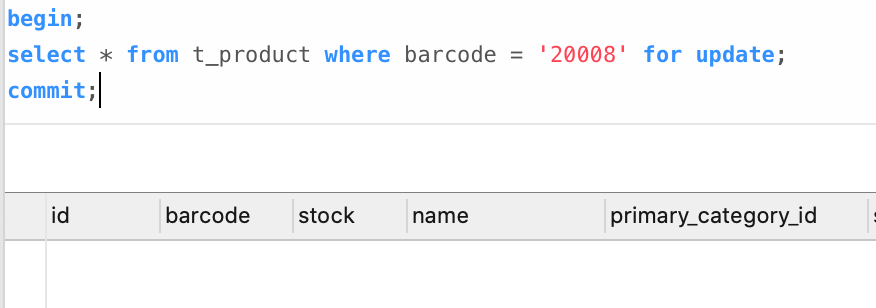 begin;
select * from t_product where barcode = '20008' for update;
commit;
id barcode stock name primary_category_id